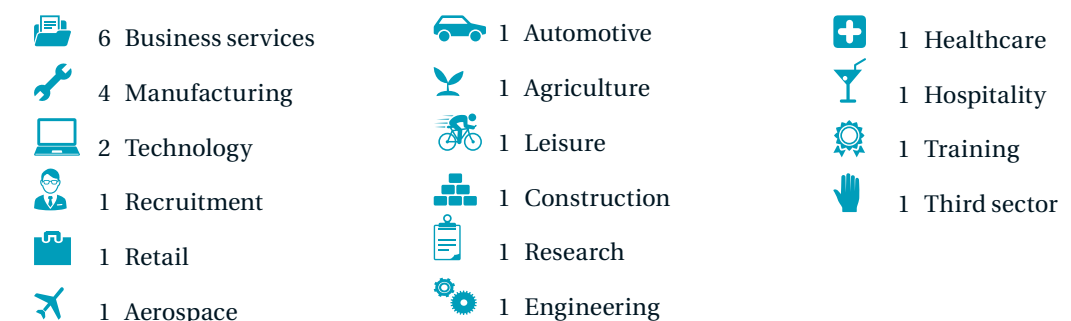 6 Business services
4 Manufacturing
2 Technology
1 Recruitment
1 Retail
1 Aerospace
1 Automotive
1 Agriculture
1 Leisure
1 Construction
1 Research
1 Engineering
1 Healthcare
1 Hospitality
1 Training
1 Third sector